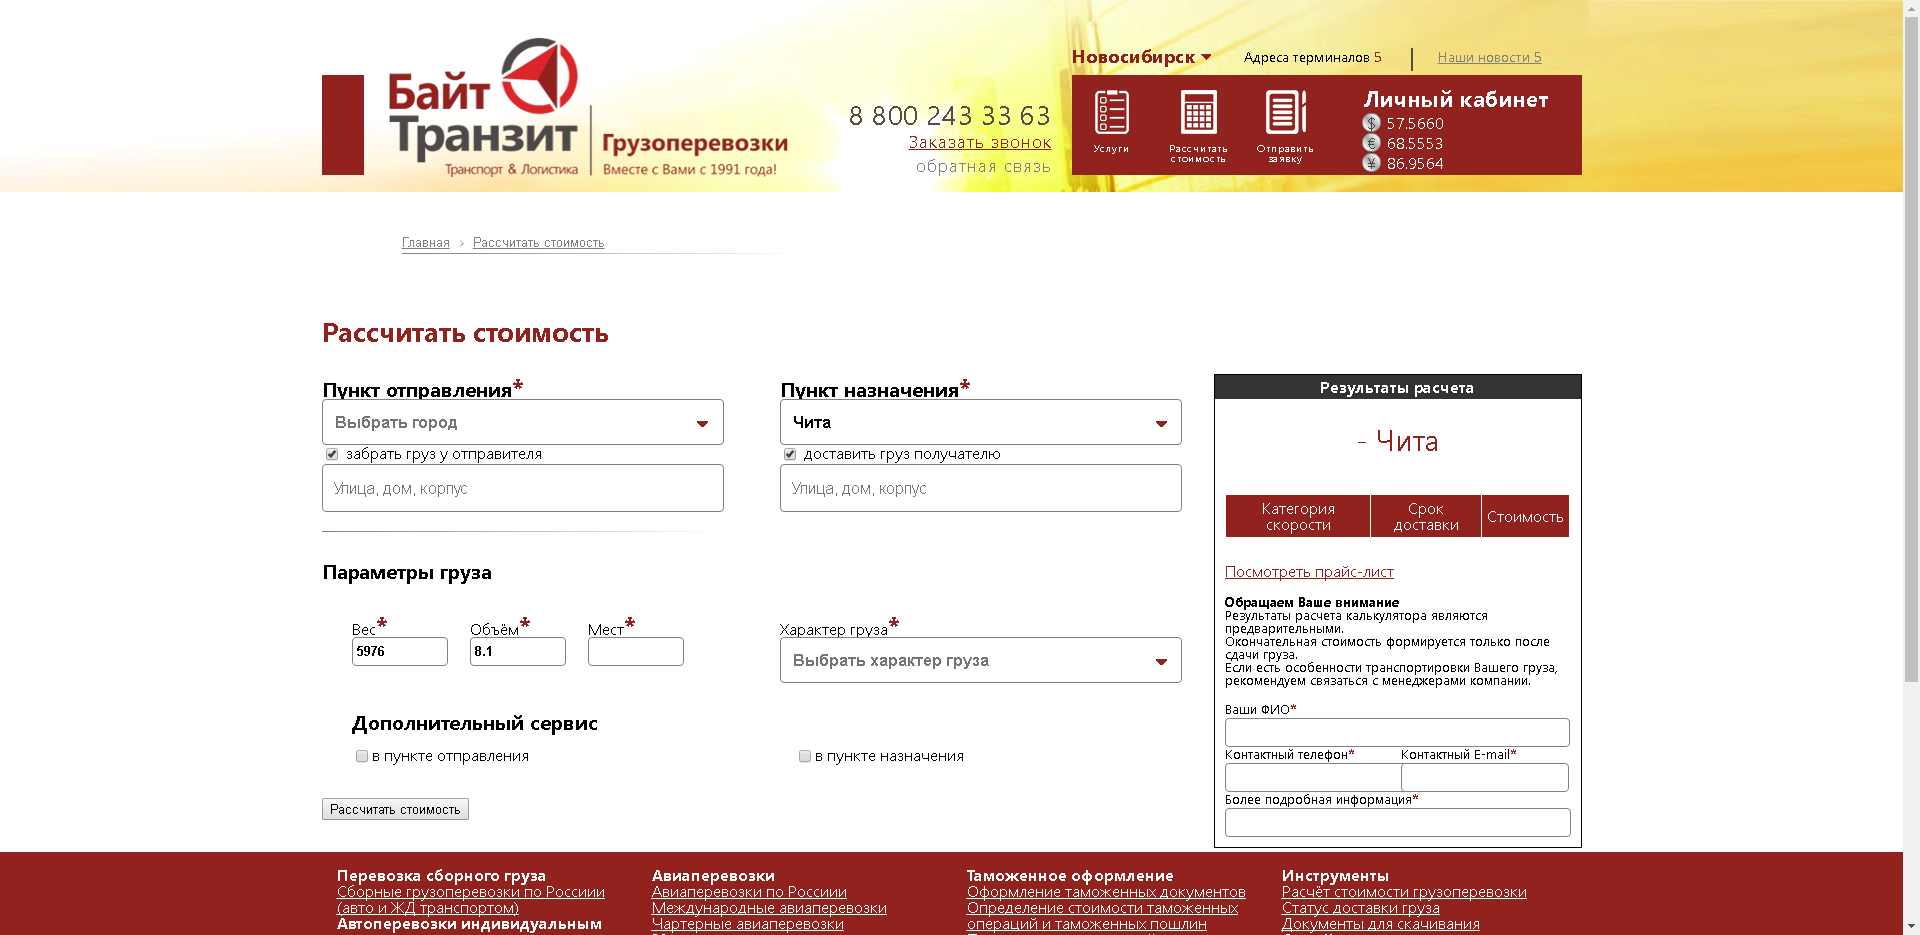 Байт
Транзит
Транспорт & Логистика
Грузоперевозки
Вместе с Вами с 1991 года!
8 800 243 33 63
Заказать звонок
обратная связь
Новосибирск
Адреса терминалов 5
Наши новости 5
Услуги
Рассчитать
стоимость
Отправить
заявку
Личный кабинет
$ 57.5660
€ 68.5553
¥ 86.9564
Главная > Рассчитать стоимость
Рассчитать стоимость
Пункт отправления*
Выбрать город
забрать груз у отправителя
Улица, дом, корпус
Пункт назначения*
Чита
доставить груз получателю
Улица, дом, корпус
Параметры груза
Вес*
5976
Объём*
8.1
Мест*
Характер груза*
Выбрать характер груза
Дополнительный сервис
в пункте отправления
в пункте назначения
Рассчитать стоимость
Результаты расчета
- Чита
Категория
скорости
Срок
доставки
Стоимость
Посмотреть прайс-лист
Обращаем Ваше внимание
Результаты расчета калькулятора являются
предварительными.
Окончательная стоимость формируется только после
сдачи груза.
Если есть особенности транспортировки Вашего груза,
рекомендуем связаться с менеджерами компании.
Ваши ФИО*
Контактный телефон*
Контактный E-mail*
Более подробная информация*
Перевозка сборного груза
Сборные грузоперевозки по Росcиии
(авто и ЖД транспортом)
Автоперевозки индивидуальным
Авиаперевозки
Авиаперевозки по Росcиии
Международные авиаперевозки
Чартерные авиаперевозки
Таможенное оформление
Оформление таможенных документов
Определение стоимости таможенных
операций и таможенных пошлин
Инструменты
Расчёт стоимости грузоперевозки
Статус доставки груза
Документы для скачивания